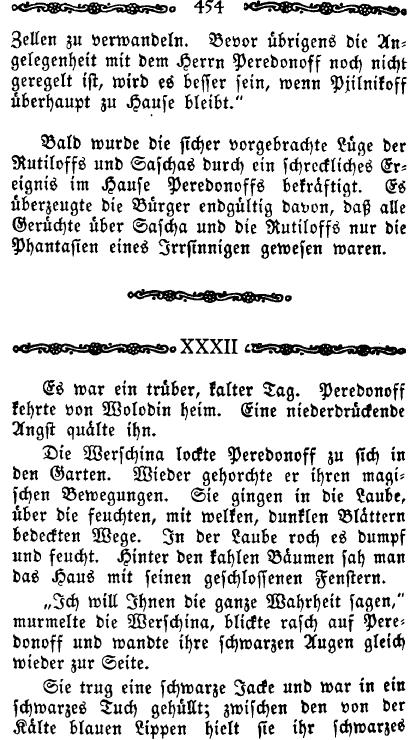 454
Zellen zu verwandeln. Bevor übrigens die An-
gelegenheit mit dem Herrn Peredonoff noch nicht
geregelt ist, wird es besser sein, wenn Pjilnikoff
überhaupt zu Hause bleibt.“
Bald wurde die sicher vorgebrachte Lüge der
Rutiloffs und Saschas durch ein schreckliches Er-
eignis im Hause Peredonoffs bekräftigt. Es
überzeugte die Bürger endgültig davon, daß alle
Gerüchte über Sascha und die Rutiloffs nur die
Phantasien eines Irrsinnigen gewesen waren.
XXXII
Es war ein trüber, kalter Tag. Peredonoff
kehrte von Wolodin heim. Eine niederdrückende
Angst quälte ihn.
Die Werschina lockte Peredonoff zu sich in
den Garten. Wieder gehorchte er ihren magi-
schen Bewegungen. Sie gingen in die Laube,
über die feuchten, mit welken, dunklen Blättern
bedeckten Wege. In der Laube roch es dumpf
und feucht. Hinter den kahlen Bäumen sah man
das Haus mit seinen geschlossenen Fenstern.
„Ich will Ihnen die ganze Wahrheit sagen,“
murmelte die Werschina, blickte rasch auf Pere-
donoff und wandte ihre schwarzen Augen gleich
wieder zur Seite.
Sie trug eine schwarze Jacke und war in ein
schwarzes Tuch gehüllt; zwischen den von der
Kälte blauen Lippen hielt sie ihr schwarzes